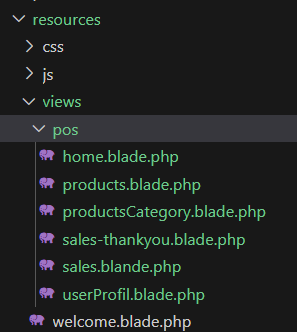 resources
css
js
views
pos
home.blade.php
products.blade.php
productsCategory.blade.php
sales-thankyou.blade.php
sales.blande.php
userProfil.blade.php
welcome.blade.php